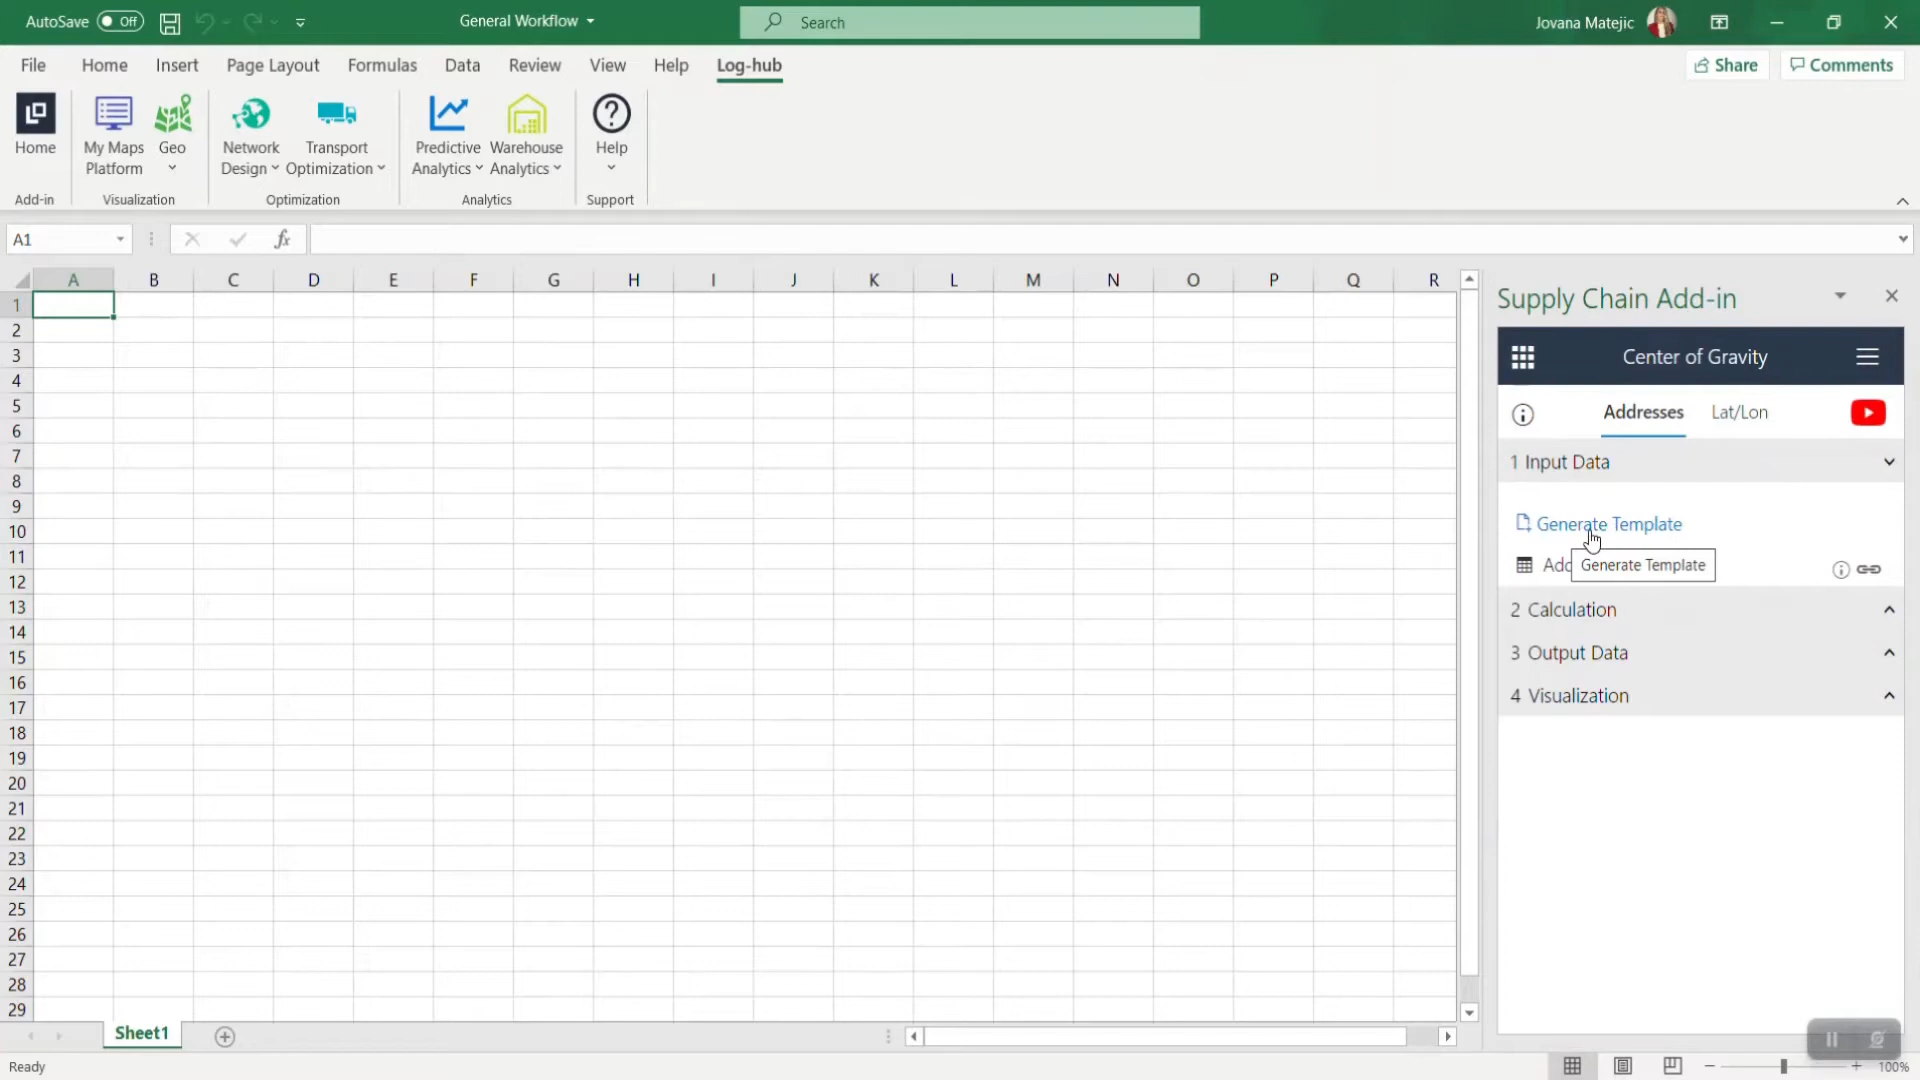 AutoSave Off General Workflow Search Jovana Matejic
File Home Insert Page Layout Formulas Data Review View Help Log-hub Share Comments
Home My Maps Platform Geo Network Design Transport Optimization Predictive Analytics Warehouse Analytics Help
Add-in Visualization Optimization Analytics Support
A1 fx
A B C D E F G H I J K L M N O P Q R
1
2
3
4
5
6
7
8
9
10
11
12
13
14
15
16
17
18
19
20
21
22
23
24
25
26
27
28
29
Supply Chain Add-in
Center of Gravity
Addresses Lat/Lon
1 Input Data
Generate Template
Add
Generate Template
2 Calculation
3 Output Data
4 Visualization
Sheet1
Ready 100%